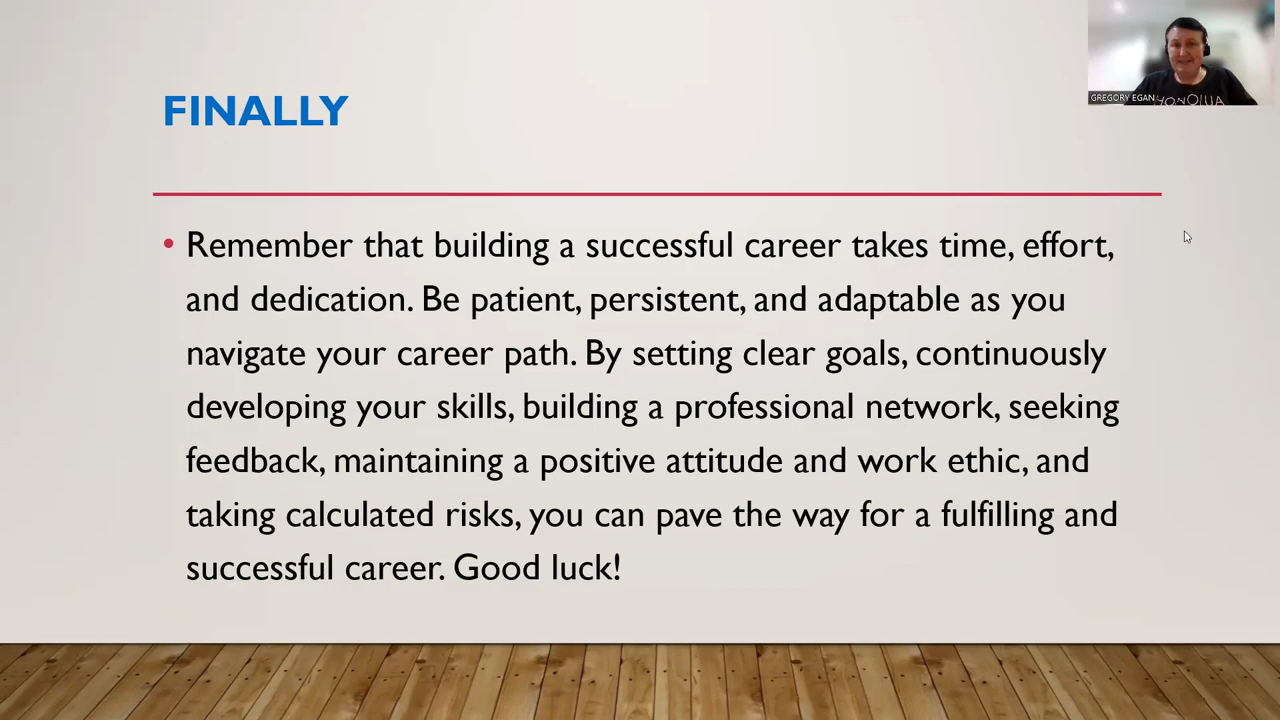 GREGORY EGAN
HONOLUA
FINALLY
• Remember that building a successful career takes time, effort,
and dedication. Be patient, persistent, and adaptable as you
navigate your career path. By setting clear goals, continuously
developing your skills, building a professional network, seeking
feedback, maintaining a positive attitude and work ethic, and
taking calculated risks, you can pave the way for a fulfilling and
successful career. Good luck!